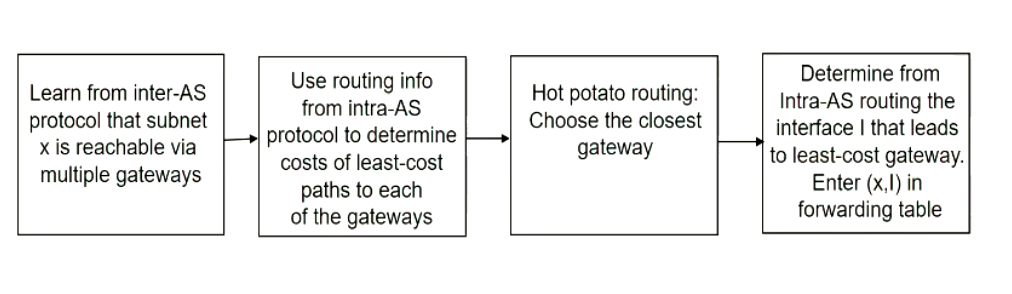 Learn from inter-AS
protocol that subnet
x is reachable via
multiple gateways
Use routing info
from intra-AS
protocol to determine
costs of least-cost
paths to each
of the gateways
Hot potato routing:
Choose the closest
gateway
Determine from
Intra-AS routing the
interface I that leads
to least-cost gateway.
Enter (x,I) in
forwarding table